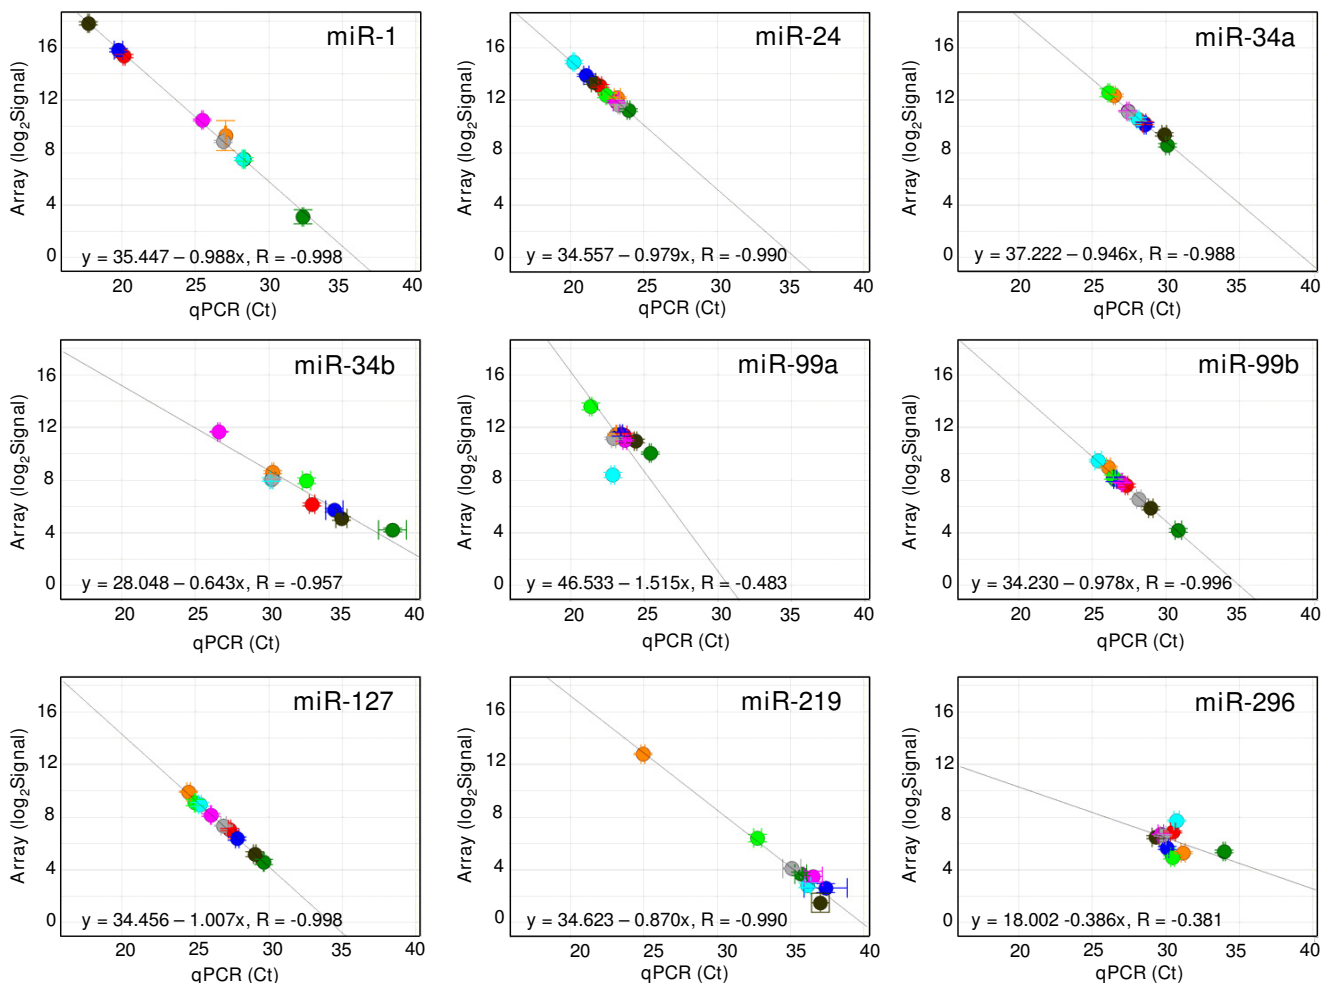 miR-1
16
12
8
4
0
Array (log2Signal)
y = 35.447 – 0.988x, R = -0.998
20 25 30 35 40
qPCR (Ct)
miR-24
16
12
8
4
0
Array (log2Signal)
y = 34.557 – 0.979x, R = -0.990
20 25 30 35 40
qPCR (Ct)
miR-34a
16
12
8
4
0
Array (log2Signal)
y = 37.222 – 0.946x, R = -0.988
20 25 30 35 40
qPCR (Ct)
miR-34b
16
12
8
4
0
Array (log2Signal)
y = 28.048 – 0.643x, R = -0.957
20 25 30 35 40
qPCR (Ct)
miR-99a
16
12
8
4
0
Array (log2Signal)
y = 46.533 – 1.515x, R = -0.483
20 25 30 35 40
qPCR (Ct)
miR-99b
16
12
8
4
0
Array (log2Signal)
y = 34.230 – 0.978x, R = -0.996
20 25 30 35 40
qPCR (Ct)
miR-127
16
12
8
4
0
Array (log2Signal)
y = 34.456 – 1.007x, R = -0.998
20 25 30 35 40
qPCR (Ct)
miR-219
16
12
8
4
0
Array (log2Signal)
y = 34.623 – 0.870x, R = -0.990
20 25 30 35 40
qPCR (Ct)
miR-296
16
12
8
4
0
Array (log2Signal)
y = 18.002 -0.386x, R = -0.381
20 25 30 35 40
qPCR (Ct)